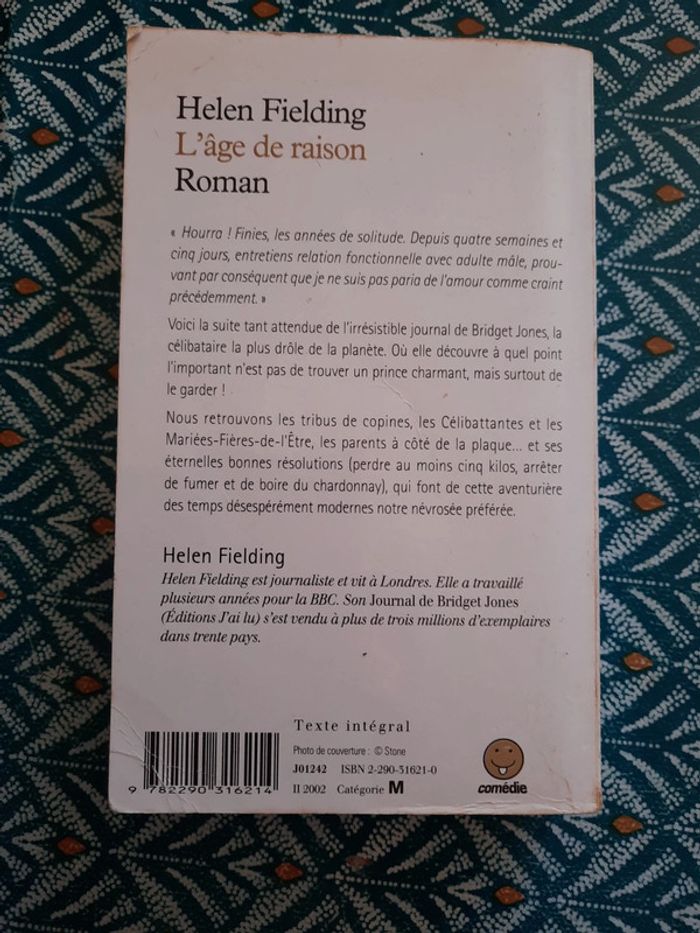 Helen Fielding
L'âge de raison
Roman
« Hourra ! Finies, les années de solitude. Depuis quatre semaines et
cinq jours, entretiens relation fonctionnelle avec adulte mâle, prou-
vant par conséquent que je ne suis pas paria de l'amour comme craint
précédemment. »
Voici la suite tant attendue de l'irrésistible journal de Bridget Jones, la
célibataire la plus drôle de la planète. Où elle découvre à quel point
l'important n'est pas de trouver un prince charmant, mais surtout de
le garder !
Nous retrouvons les tribus de copines, les Célibattantes et les
Mariées-Fières-de-l'Être, les parents à côté de la plaque... et ses
éternelles bonnes résolutions (perdre au moins cinq kilos, arrêter
de fumer et de boire du chardonnay), qui font de cette aventurière
des temps désespérément modernes notre névrosée préférée.
Helen Fielding
Helen Fielding est journaliste et vit à Londres. Elle a travaillé
plusieurs années pour la BBC. Son Journal de Bridget Jones
(Éditions J'ai lu) s'est vendu à plus de trois millions d'exemplaires
dans trente pays.
Texte intégral
Photo de couverture : © Stone
J01242 ISBN 2-290-31621-0
II 2002 Catégorie M
9 782290 316214
comédie